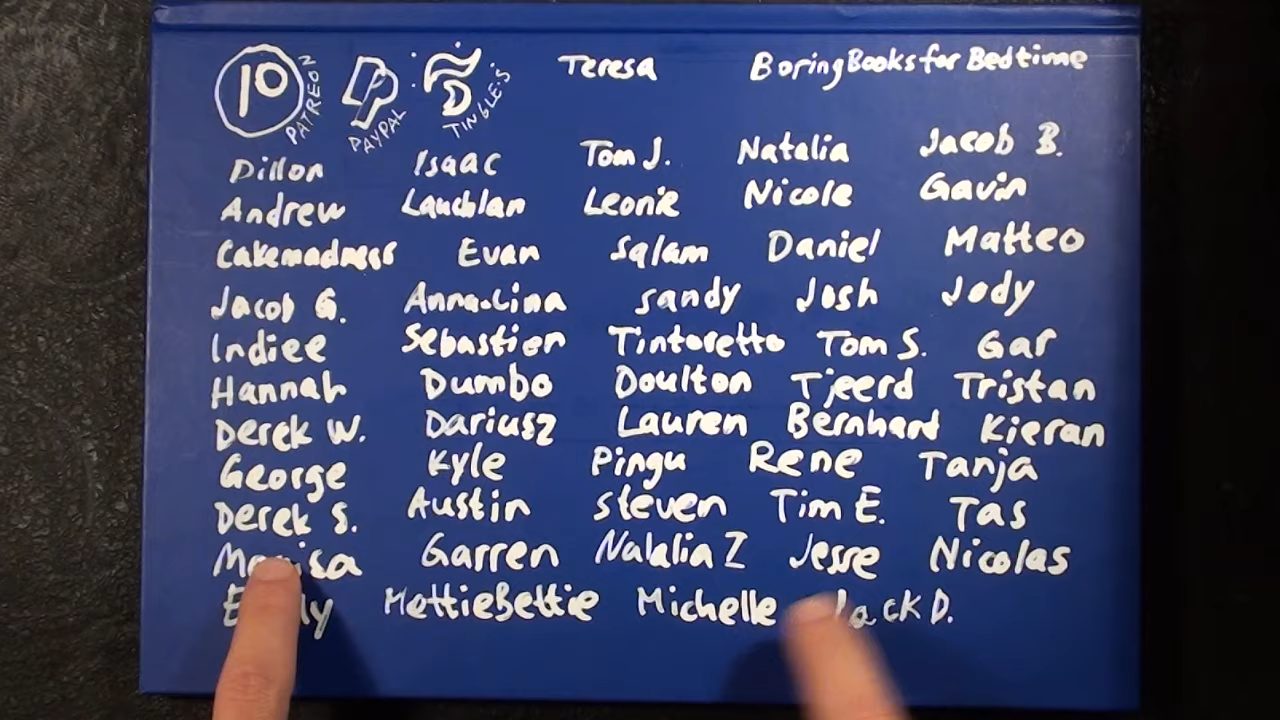 10 PATREON PAYPAL TINGLES Teresa BoringBooksforBedtime
Dillon Isaac Tom J. Natalia Jacob B.
Andrew Lauchlan Leonie Nicole Gavin
Cakemadness Evan Salam Daniel Matteo
Jacob G. Anna-Lina Sandy Josh Jody
Indiee Sebastien Tintoretto Tom S. Gar
Hannah Dumbo Doulton Tjeerd Tristan
Derek W. Dariusz Lauren Bernhard Kieran
George Kyle Pingu Rene Tanja
Derek S. Austin Steven Tim E. Tas
Garren Natalia Z Jesse Nicolas
HettieBettie Michelle Jack D.